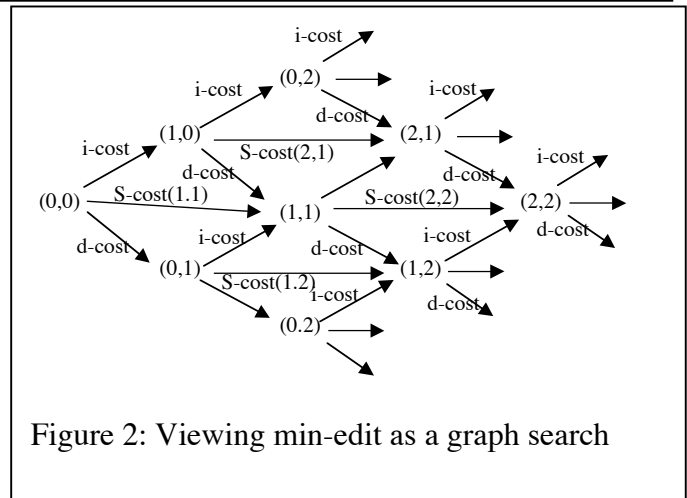 i-cost
(0,2)
i-cost
i-cost
d-cost
(1,0)
(2,1)
i-cost
S-cost(2,1)
i-cost
d-cost
d-cost
S-cost(1.1)
S-cost(2,2)
(0,0)
(1,1)
(2,2)
d-cost
i-cost
d-cost
i-cost
d-cost
(0,1)
(1,2)
S-cost(1.2)
i-cost
d-cost
(0.2)
Figure 2: Viewing min-edit as a graph search